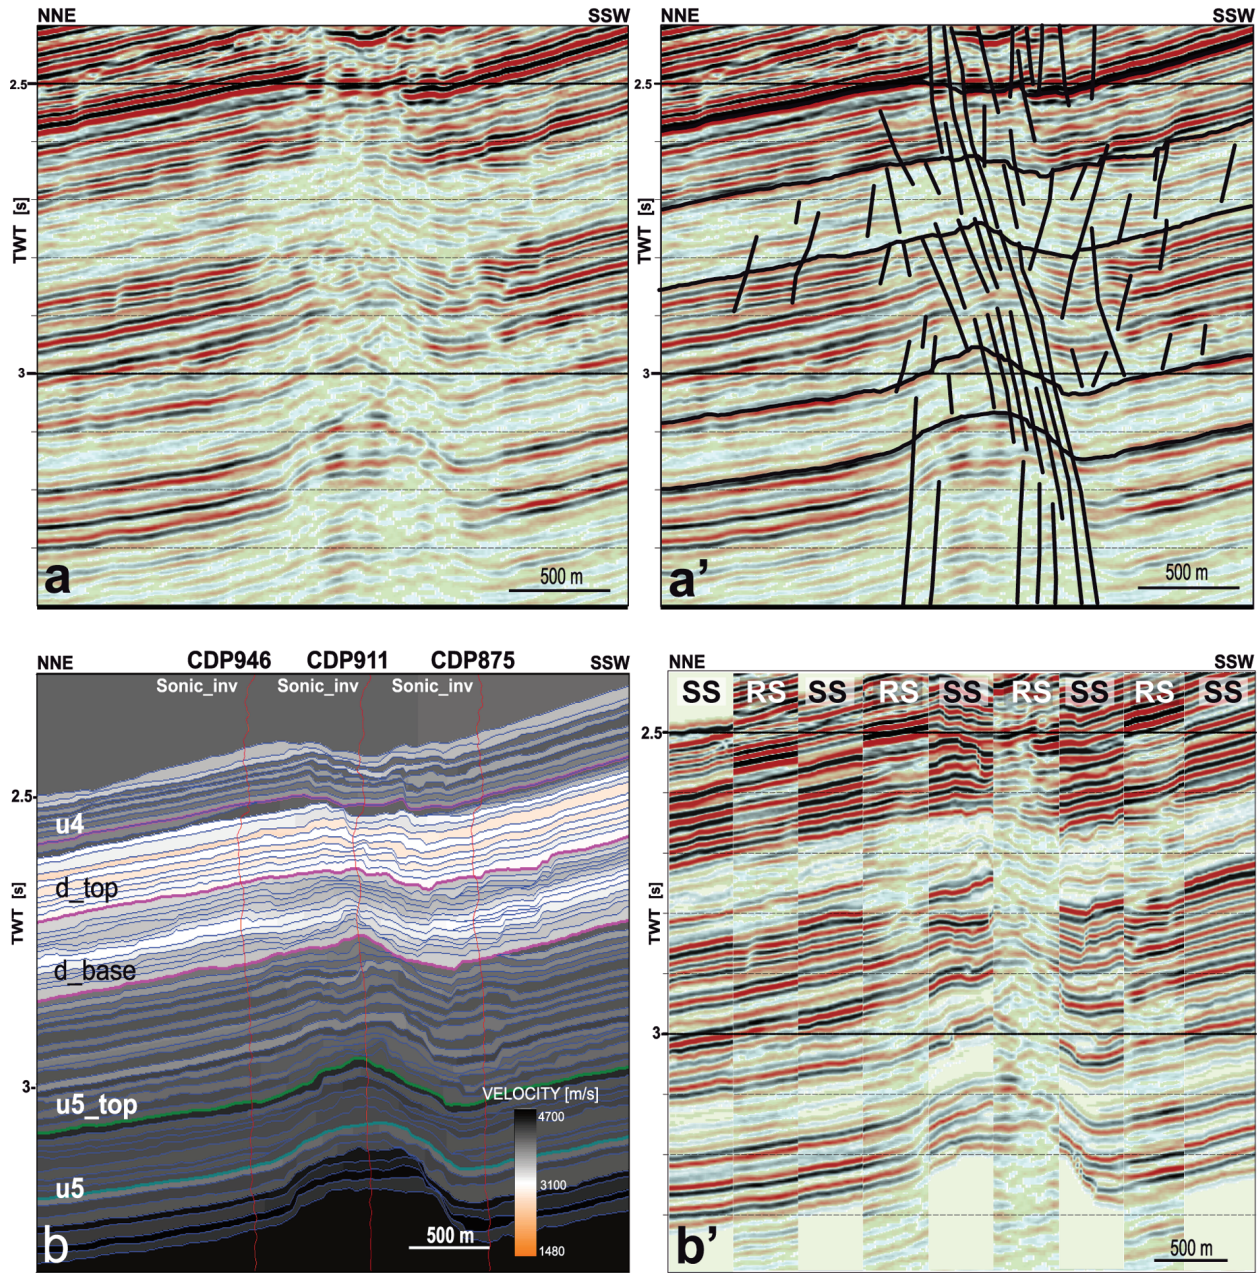 NNE SSW NNE SSW
2.5 2.5
TWT [s] TWT [s]
3 3
a 500 m a’ 500 m
NNE CDP946 CDP911 CDP875 SSW NNE SSW
Sonic_inv Sonic_inv Sonic_inv SS RS SS RS SS RS SS RS SS
2.5
2.5
u4
d_top
TWT [s] TWT [s]
d_base
3
3
VELOCITY [m/s]
u5_top 4700
3100
u5
500 m
1480
b b’ 500 m